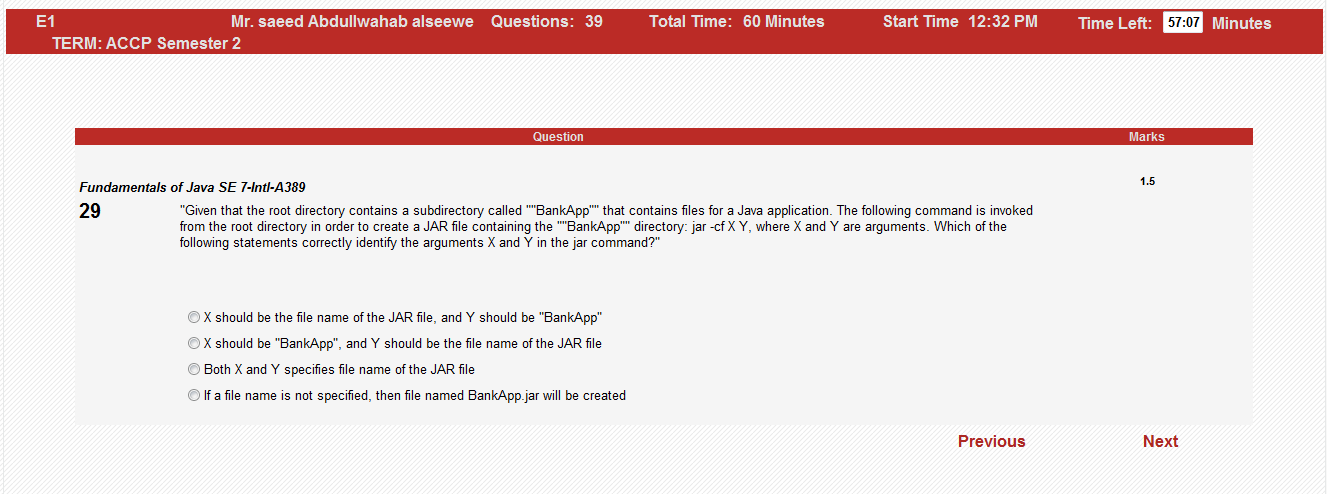 E1 Mr. saeed Abdullwahab alseewe Questions: 39 Total Time: 60 Minutes Start Time 12:32 PM Time Left: 57:07 Minutes
TERM: ACCP Semester 2
Question Marks
Fundamentals of Java SE 7-Intl-A389 1.5
29 "Given that the root directory contains a subdirectory called ""BankApp"" that contains files for a Java application. The following command is invoked
from the root directory in order to create a JAR file containing the ""BankApp"" directory: jar -cf X Y, where X and Y are arguments. Which of the
following statements correctly identify the arguments X and Y in the jar command?"
X should be the file name of the JAR file, and Y should be "BankApp"
X should be "BankApp", and Y should be the file name of the JAR file
Both X and Y specifies file name of the JAR file
If a file name is not specified, then file named BankApp.jar will be created
Previous Next